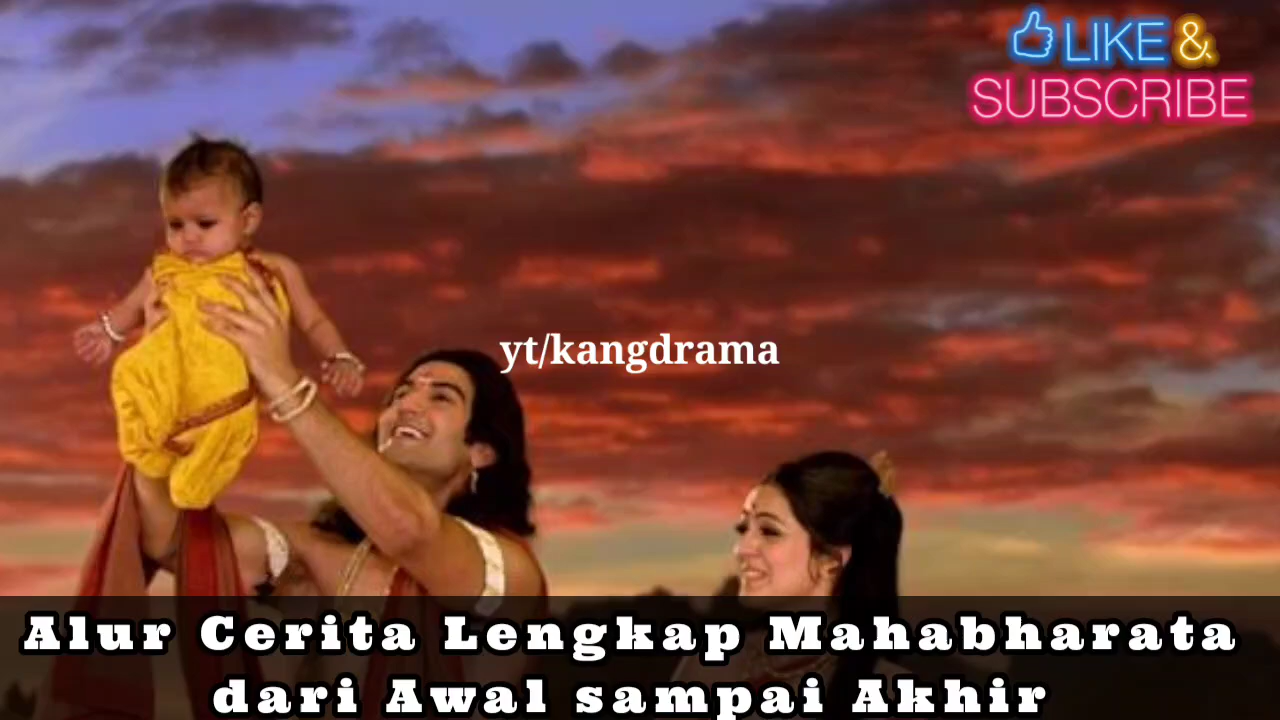 LIKE &
SUBSCRIBE
yt/kangdrama
Alur Cerita Lengkap Mahabharata
dari Awal sampai Akhir